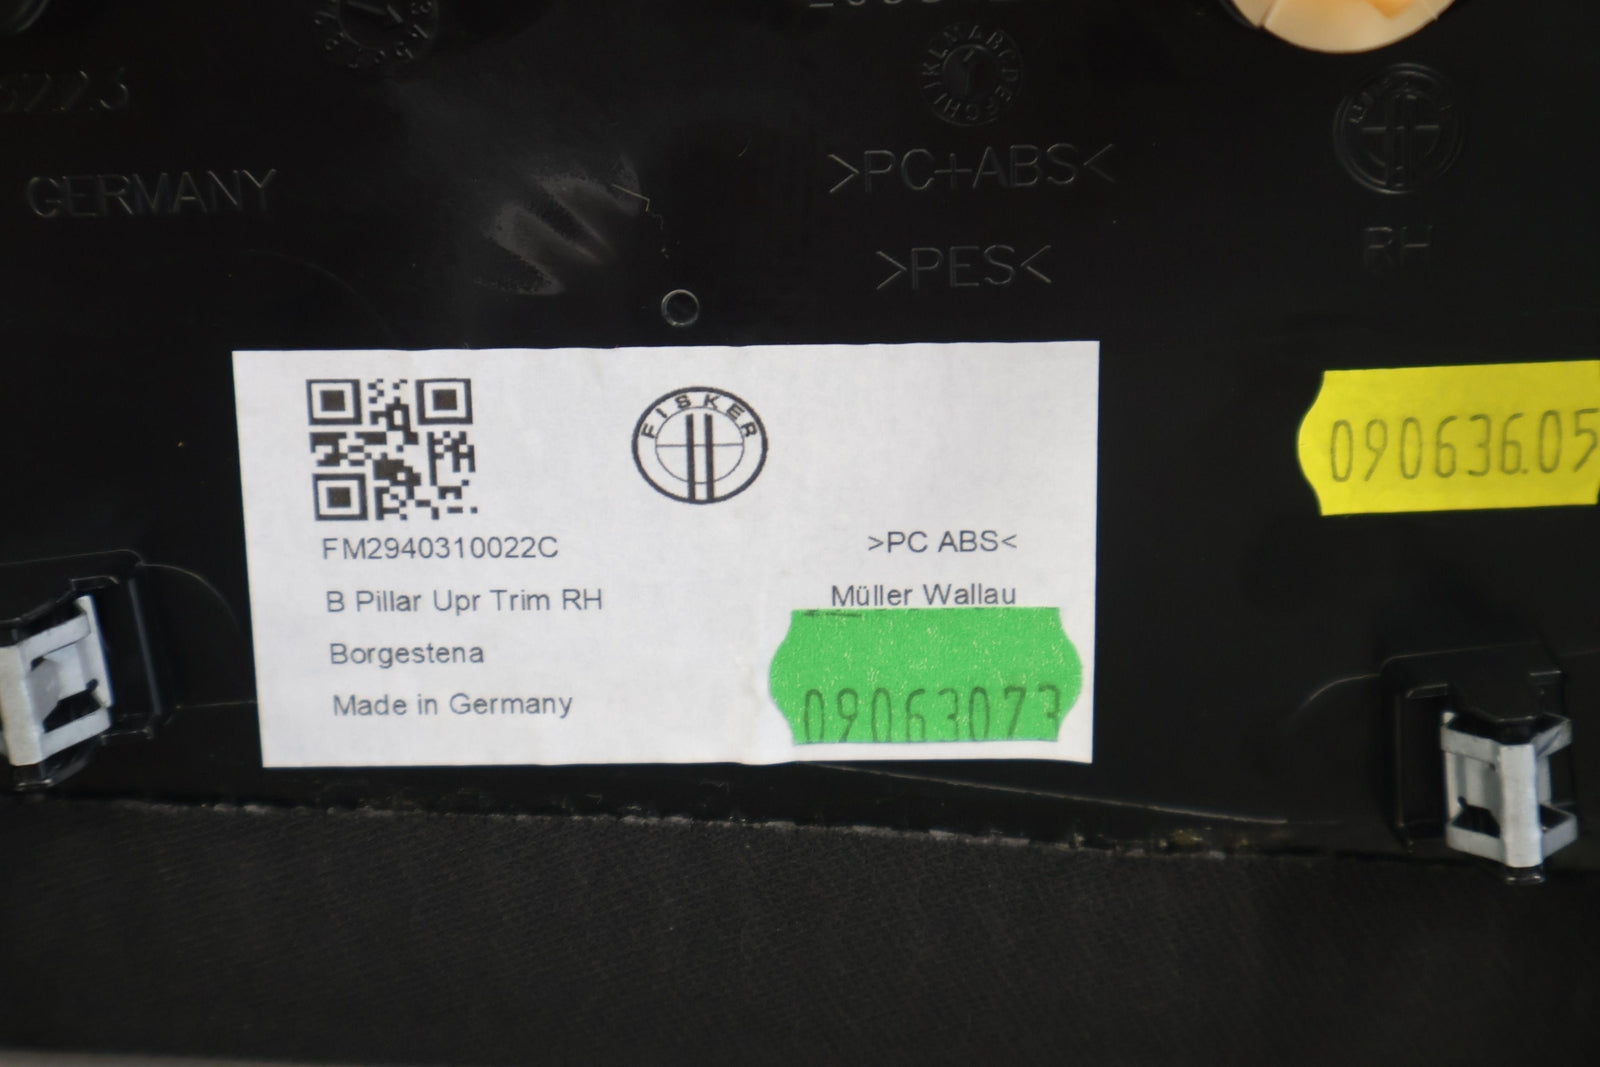 GERMANY
>PC+ABS<
>PES<
FISKER
RH
FISKER
FM2940310022C
>PC ABS<
B Pillar Upr Trim RH
Müller Wallau
Borgestena
Made in Germany
09063073
09063605